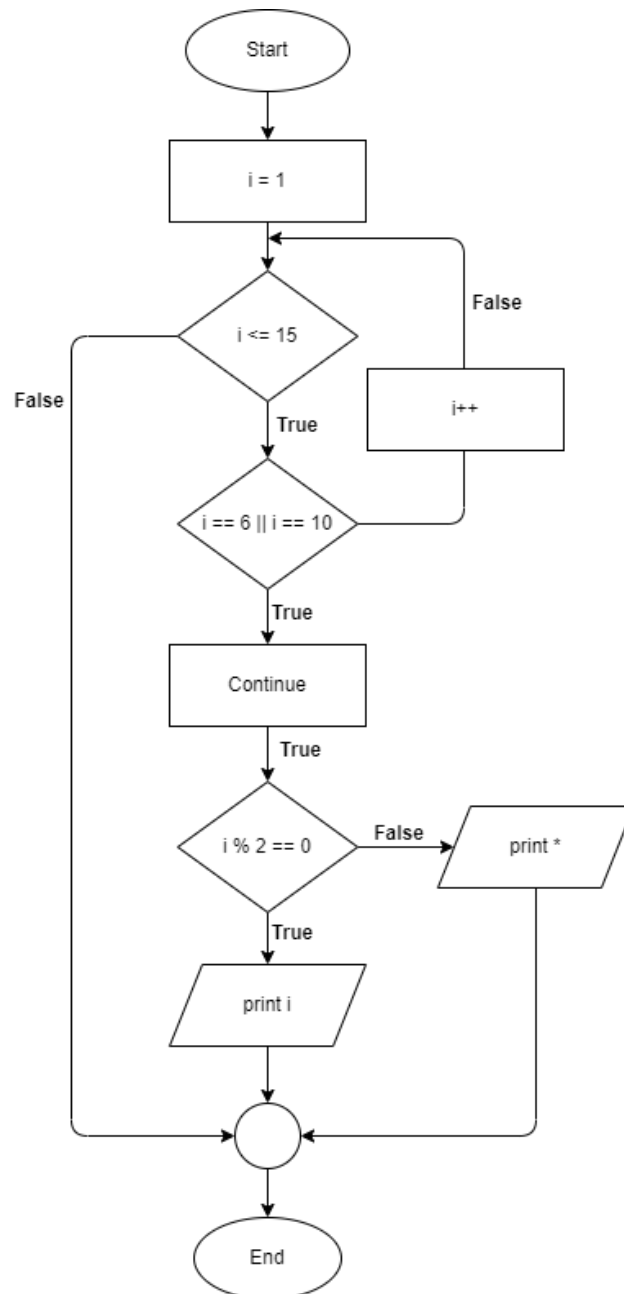 Start
i = 1
i <= 15
False
False
i++
True
i == 6 || i == 10
True
Continue
True
i % 2 == 0
False
print *
True
print i
End